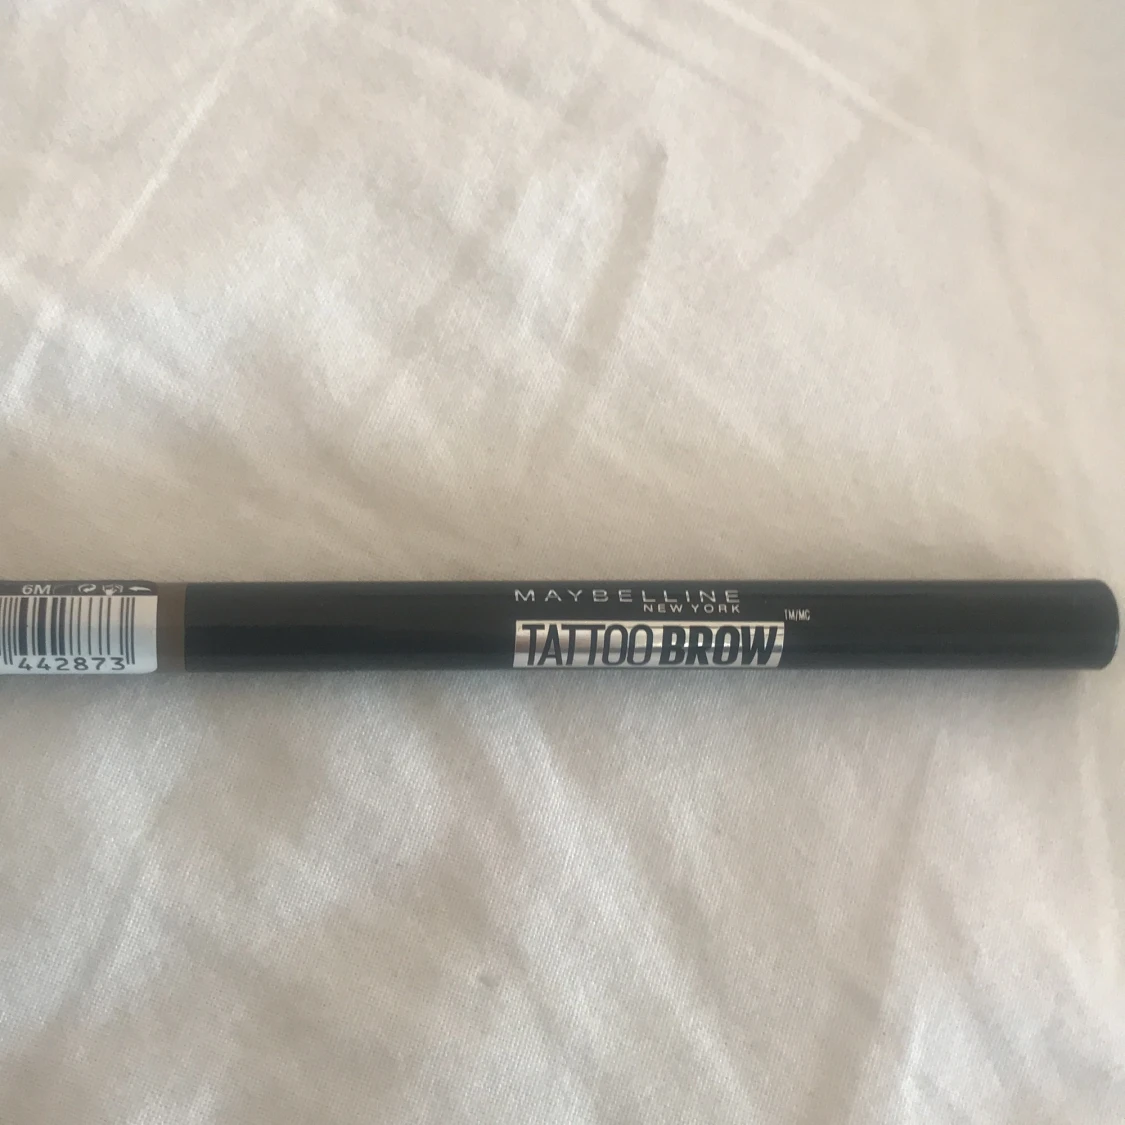 6M
442873
MAYBELLINE
NEW YORK
TATTOO BROW TM/MC